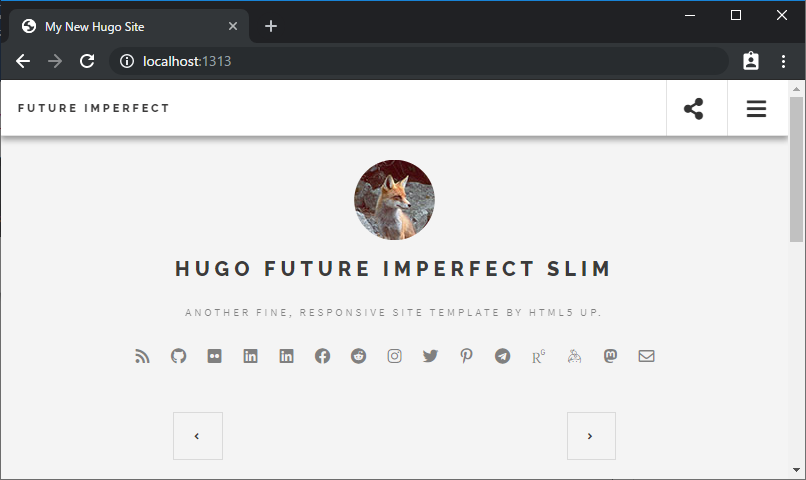 My New Hugo Site
localhost:1313
FUTURE IMPERFECT
HUGO FUTURE IMPERFECT SLIM
ANOTHER FINE, RESPONSIVE SITE TEMPLATE BY HTML5 UP.